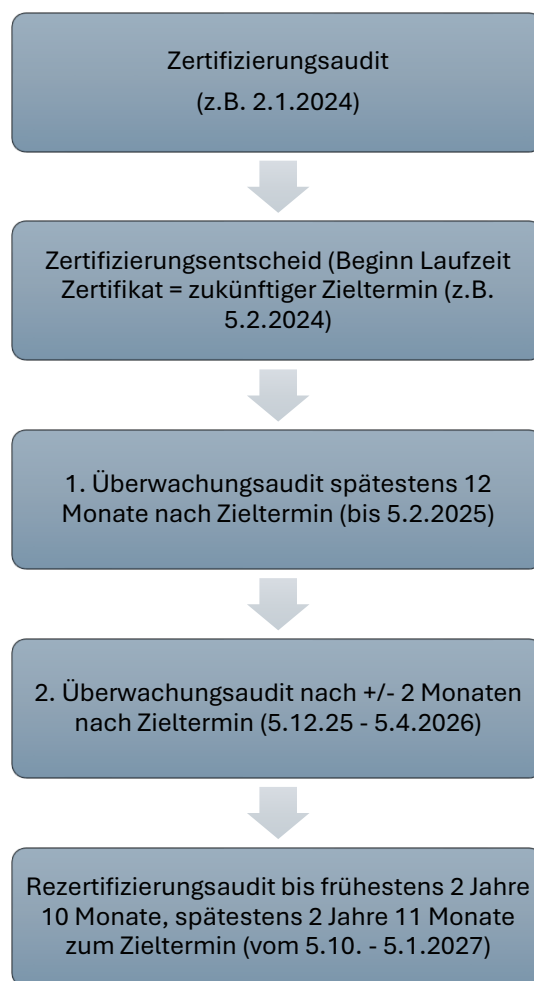 Zertifizierungsaudit
(z.B. 2.1.2024)
Zertifizierungsentscheid (Beginn Laufzeit
Zertifikat = zukünftiger Zieltermin (z.B.
5.2.2024)
1. Überwachungsaudit spätestens 12
Monate nach Zieltermin (bis 5.2.2025)
2. Überwachungsaudit nach +/- 2 Monaten
nach Zieltermin (5.12.25 - 5.4.2026)
Rezertifizierungsaudit bis frühestens 2 Jahre
10 Monate, spätestens 2 Jahre 11 Monate
zum Zieltermin (vom 5.10. - 5.1.2027)